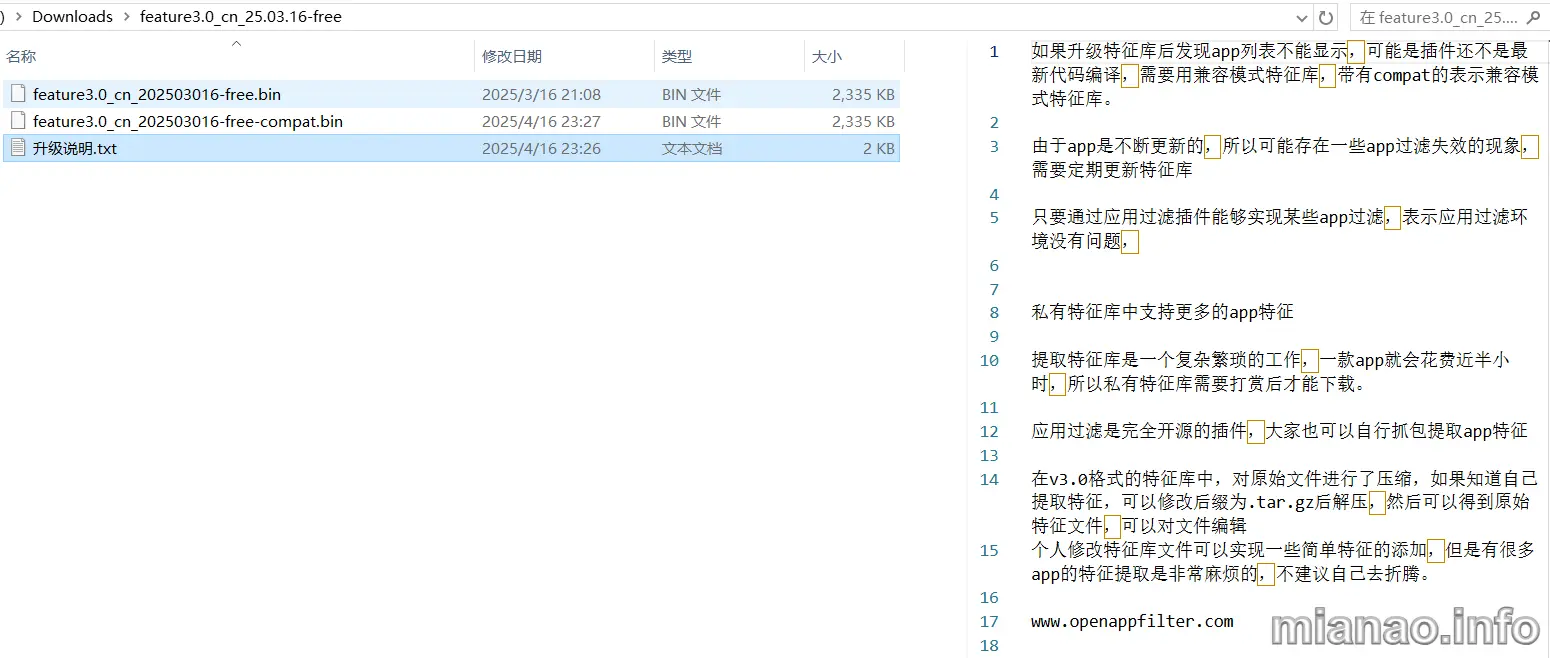 ) > Downloads > feature3.0_cn_25.03.16-free
在 feature3.0_cn_25....
名称 修改日期 类型 大小
feature3.0_cn_202503016-free.bin 2025/3/16 21:08 BIN 文件 2,335 KB
feature3.0_cn_202503016-free-compat.bin 2025/4/16 23:27 BIN 文件 2,335 KB
升级说明.txt 2025/4/16 23:26 文本文档 2 KB
1 如果升级特征库后发现app列表不能显示，可能是插件还不是最
新代码编译，需要用兼容模式特征库，带有compat的表示兼容模
式特征库。
2
3 由于app是不断更新的，所以可能存在一些app过滤失效的现象，
需要定期更新特征库
4
5 只要通过应用过滤插件能够实现某些app过滤，表示应用过滤环
境没有问题，
6
7
8 私有特征库中支持更多的app特征
9
10 提取特征库是一个复杂繁琐的工作，一款app就会花费近半小
时，所以私有特征库需要打赏后才能下载。
11
12 应用过滤是完全开源的插件，大家也可以自行抓包提取app特征
13
14 在v3.0格式的特征库中，对原始文件进行了压缩，如果知道自己
提取特征，可以修改后缀为.tar.gz后解压，然后可以得到原始
特征文件，可以对文件编辑
15 个人修改特征库文件可以实现一些简单特征的添加，但是有很多
app的特征提取是非常麻烦的，不建议自己去折腾。
16
17 www.openappfilter.com
18
mianao.info